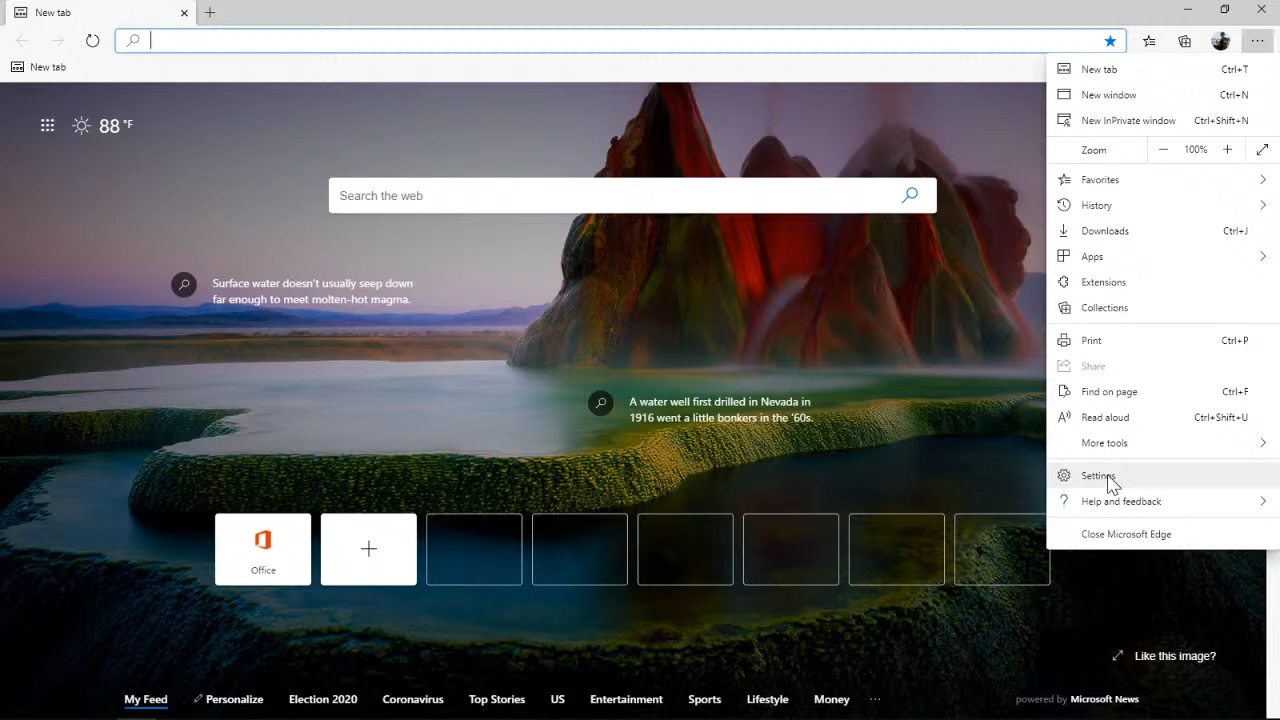 New tab
New tab
88 °F
Search the web
Surface water doesn't usually seep down
far enough to meet molten-hot magma.
A water well first drilled in Nevada in
1916 went a little bonkers in the '60s.
Office
Like this image?
My Feed Personalize Election 2020 Coronavirus Top Stories US Entertainment Sports Lifestyle Money ... powered by Microsoft News
New tab Ctrl+T
New window Ctrl+N
New InPrivate window Ctrl+Shift+N
Zoom 100%
Favorites
History
Downloads Ctrl+J
Apps
Extensions
Collections
Print Ctrl+P
Share
Find on page Ctrl+F
Read aloud Ctrl+Shift+U
More tools
Settings
Help and feedback
Close Microsoft Edge